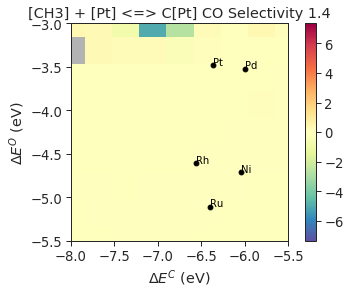 [CH3] + [Pt] <=> C[Pt] CO Selectivity 1.4
−3.0
−3.5
−4.0
−4.5
−5.0
−5.5
ΔE^O (eV)
Pt
Pd
Rh
Ni
Ru
−8.0 −7.5 −7.0 −6.5 −6.0 −5.5
ΔE^C (eV)
6
4
2
0
−2
−4
−6